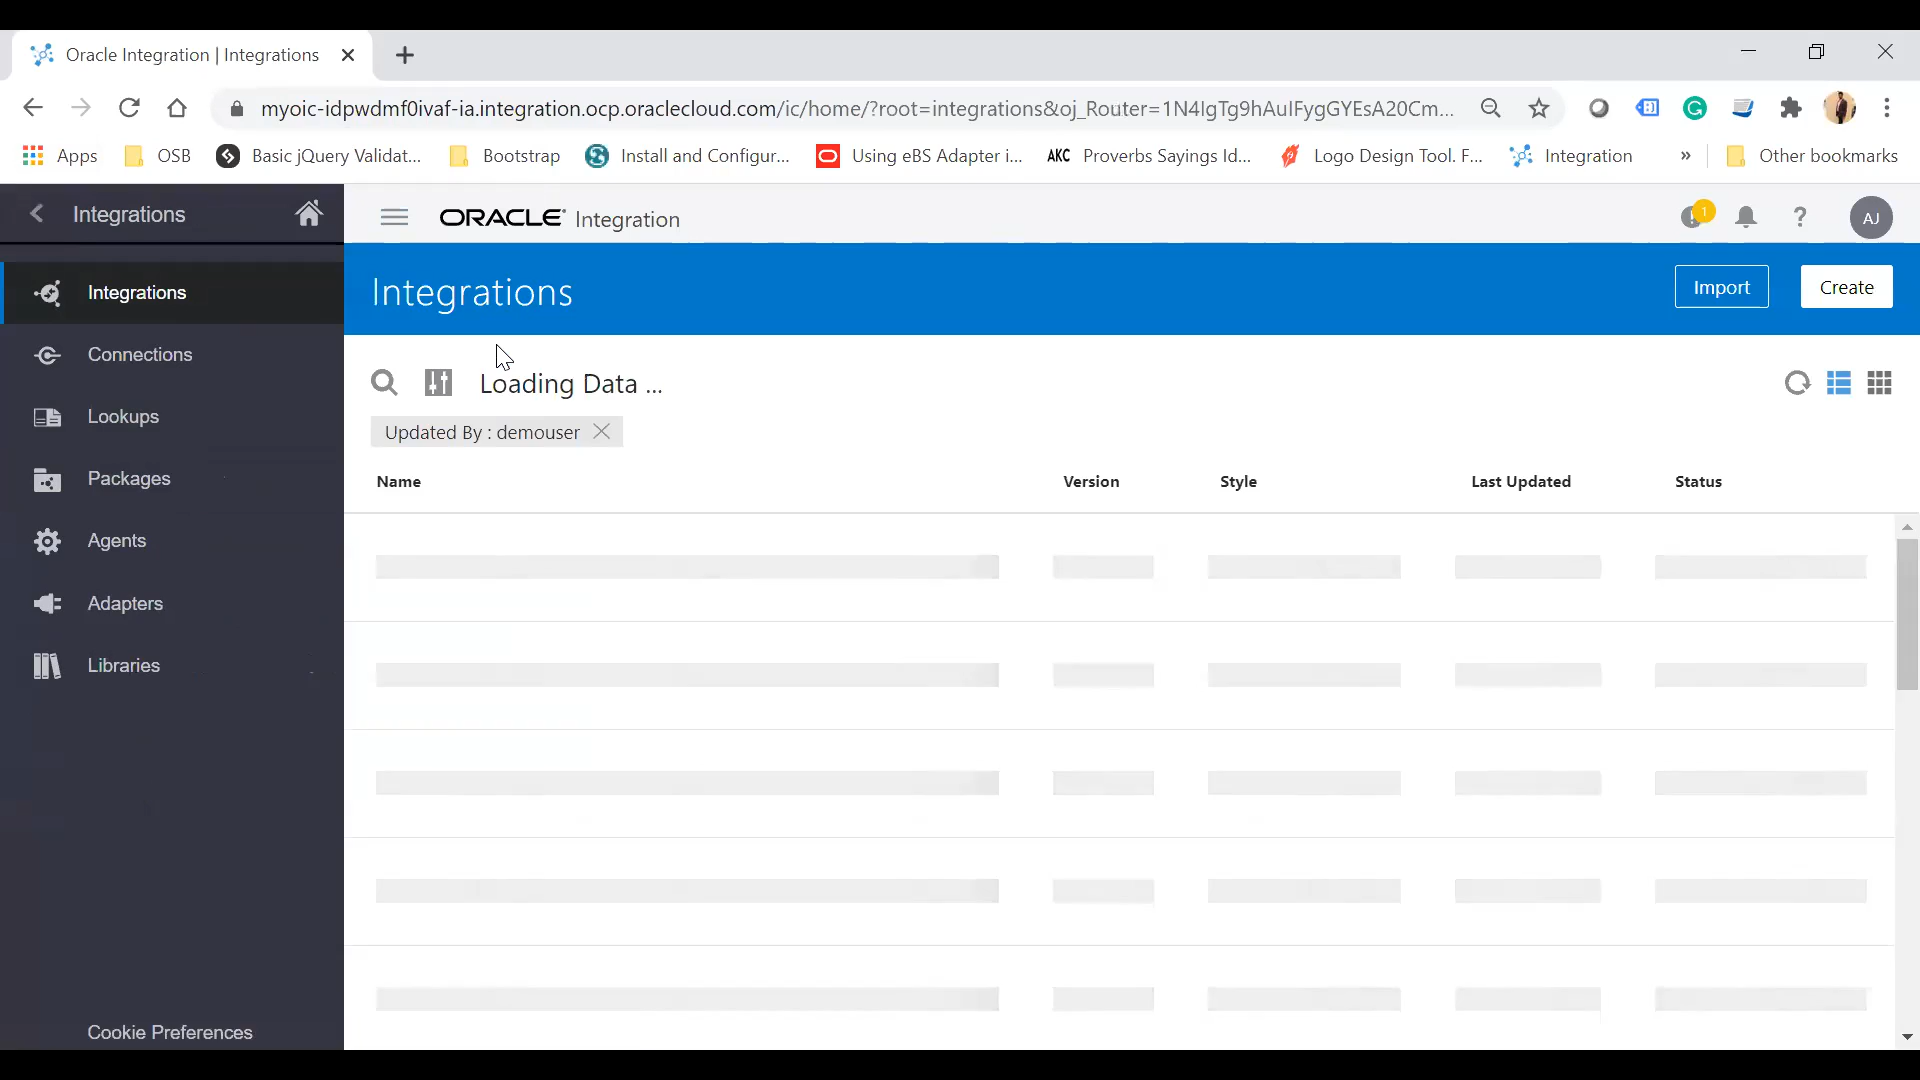 Oracle Integration | Integrations
myoic-idpwdmf0ivaf-ia.integration.ocp.oraclecloud.com/ic/home/?root=integrations&oj_Router=1N4IgTg9hAuIFygGYEsA20Cm...
Apps OSB Basic jQuery Validat... Bootstrap Install and Configur... Using eBS Adapter i... AKC Proverbs Sayings Id... Logo Design Tool. F... Integration » Other bookmarks
Integrations
ORACLE Integration
1
?
AJ
Integrations
Import
Create
Integrations
Connections
Lookups
Packages
Agents
Adapters
Libraries
Cookie Preferences
Loading Data ...
Updated By : demouser
Name Version Style Last Updated Status